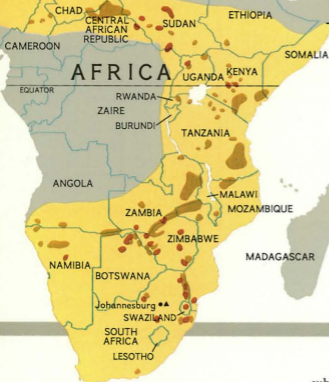 CHAD
CENTRAL
AFRICAN
REPUBLIC
SUDAN
ETHIOPIA
CAMEROON
SOMALIA
AFRICA
UGANDA
KENYA
EQUATOR
RWANDA
ZAIRE
BURUNDI
TANZANIA
ANGOLA
MALAWI
ZAMBIA
MOZAMBIQUE
ZIMBABWE
MADAGASCAR
NAMIBIA
BOTSWANA
Johannesburg
SWAZILAND
SOUTH
AFRICA
LESOTHO